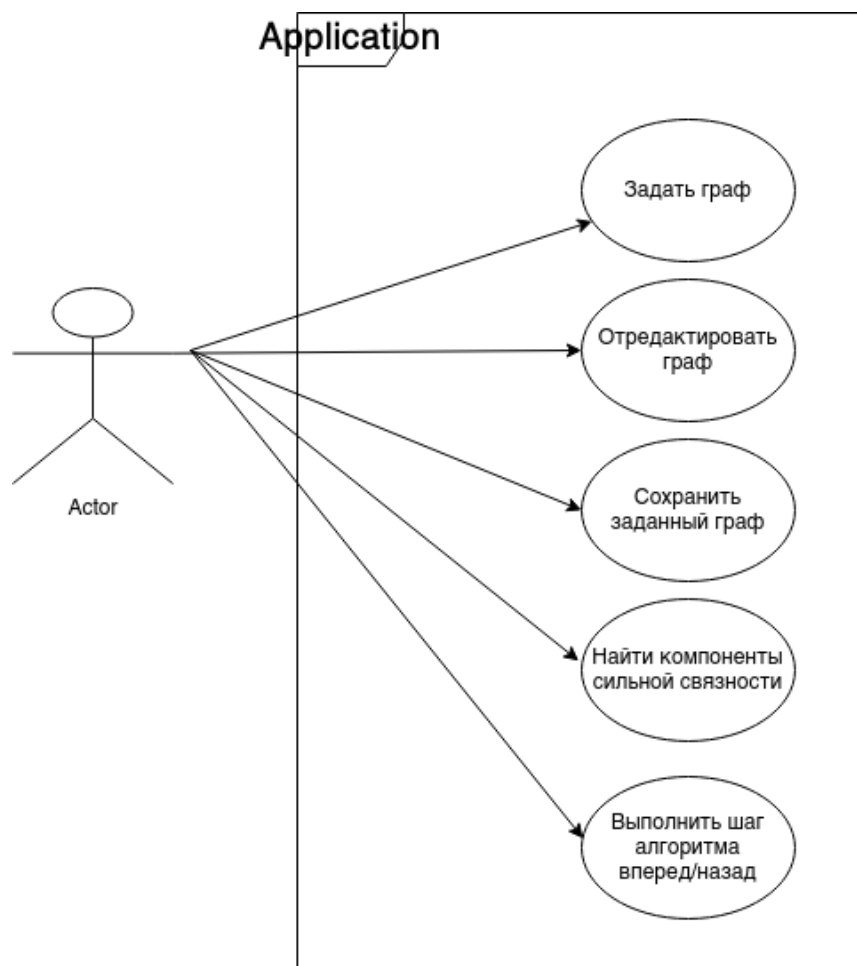 Application
Задать граф
Отредактировать
граф
Сохранить
заданный граф
Actor
Найти компоненты
сильной связности
Выполнить шаг
алгоритма
вперед/назад